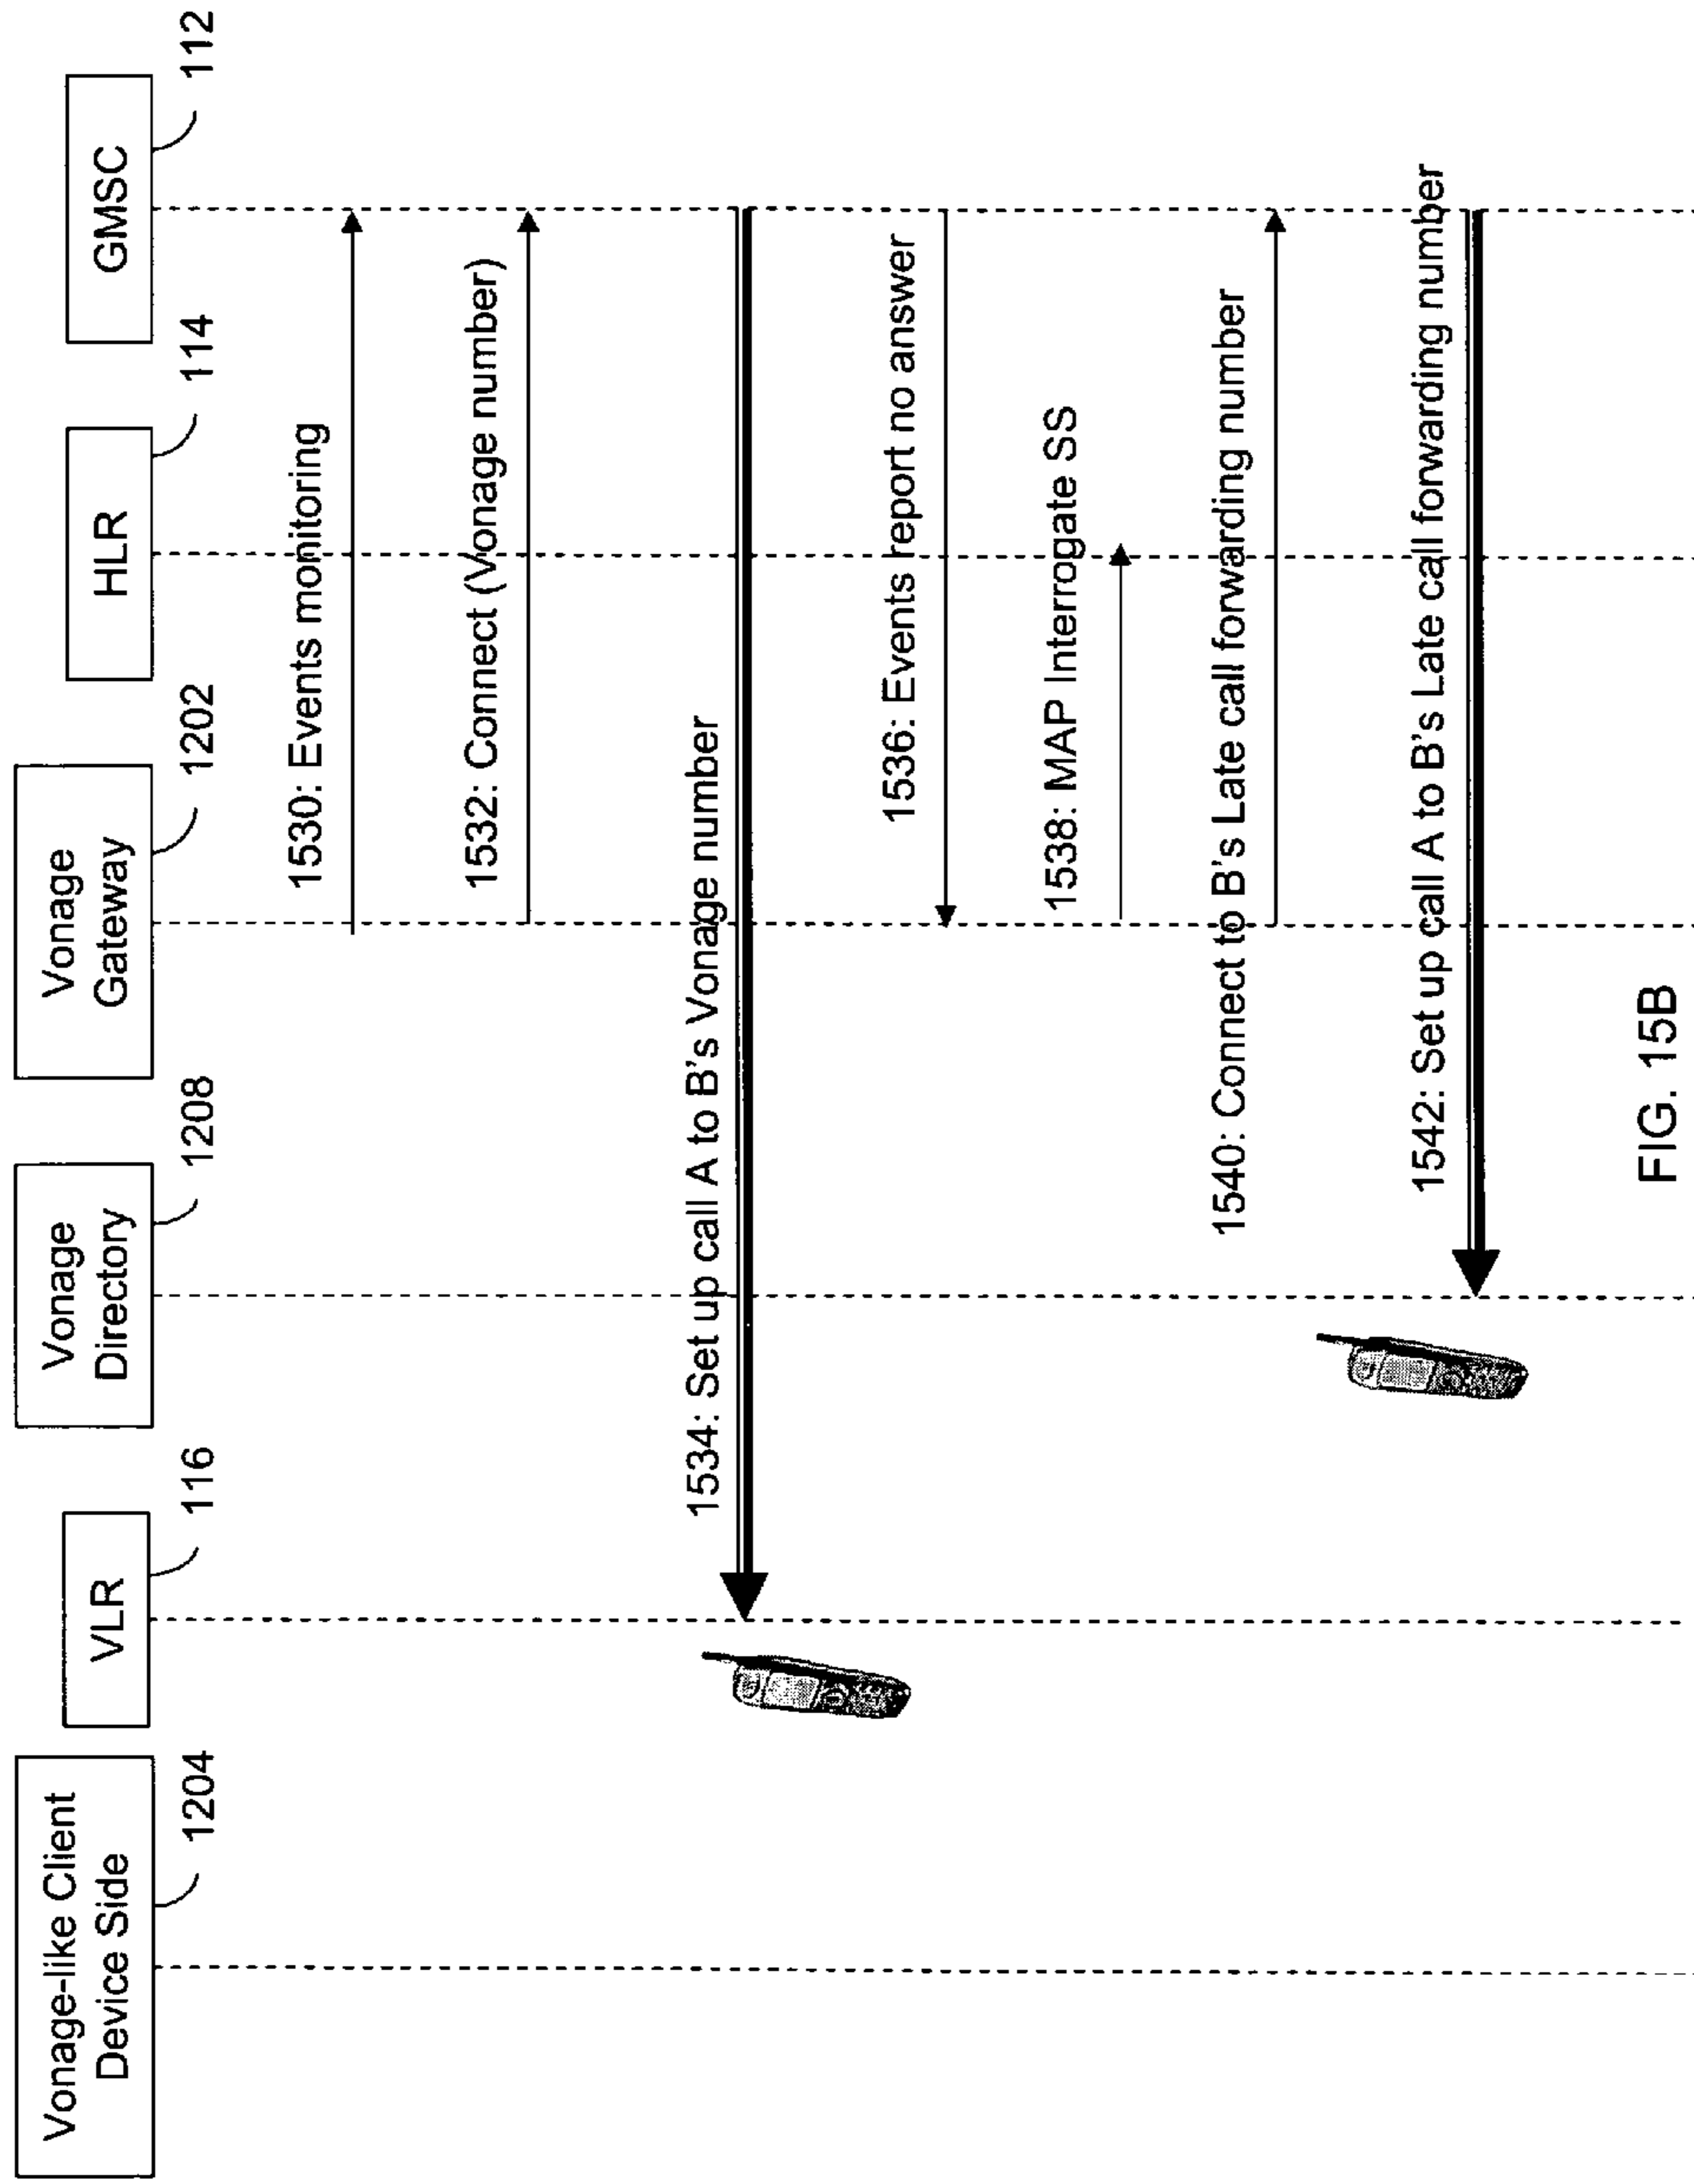 Vonage-like Client
Device Side
1204
VLR
116
Vonage
Directory
1208
Vonage
Gateway
1202
HLR
114
GMSC
112
1530: Events monitoring
1532: Connect (Vonage number)
1534: Set up call A to B's Vonage number
1536: Events report no answer
1538: MAP Interrogate SS
1540: Connect to B's Late call forwarding number
1542: Set up call A to B's Late call forwarding number
FIG. 15B